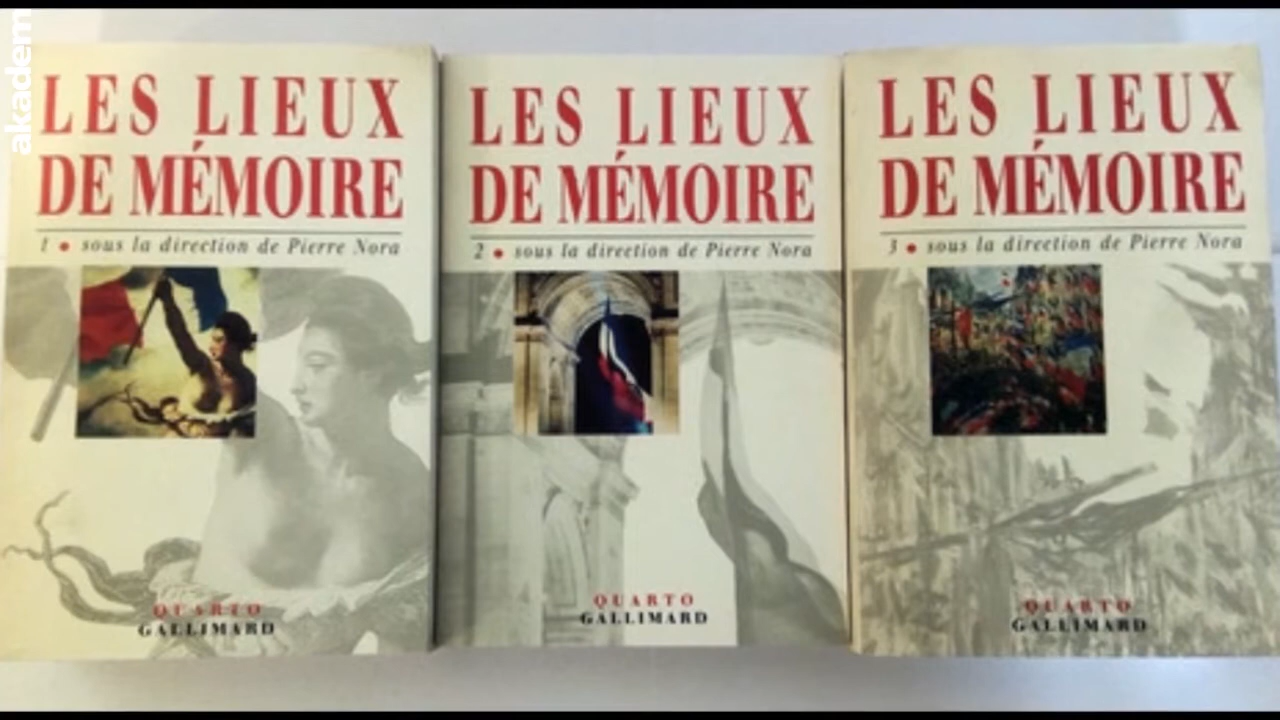 akadem
LES LIEUX
DE MÉMOIRE
1 • sous la direction de Pierre Nora
QUARTO
GALLIMARD
LES LIEUX
DE MÉMOIRE
2 • sous la direction de Pierre Nora
QUARTO
GALLIMARD
LES LIEUX
DE MÉMOIRE
3 • sous la direction de Pierre Nora
QUARTO
GALLIMARD